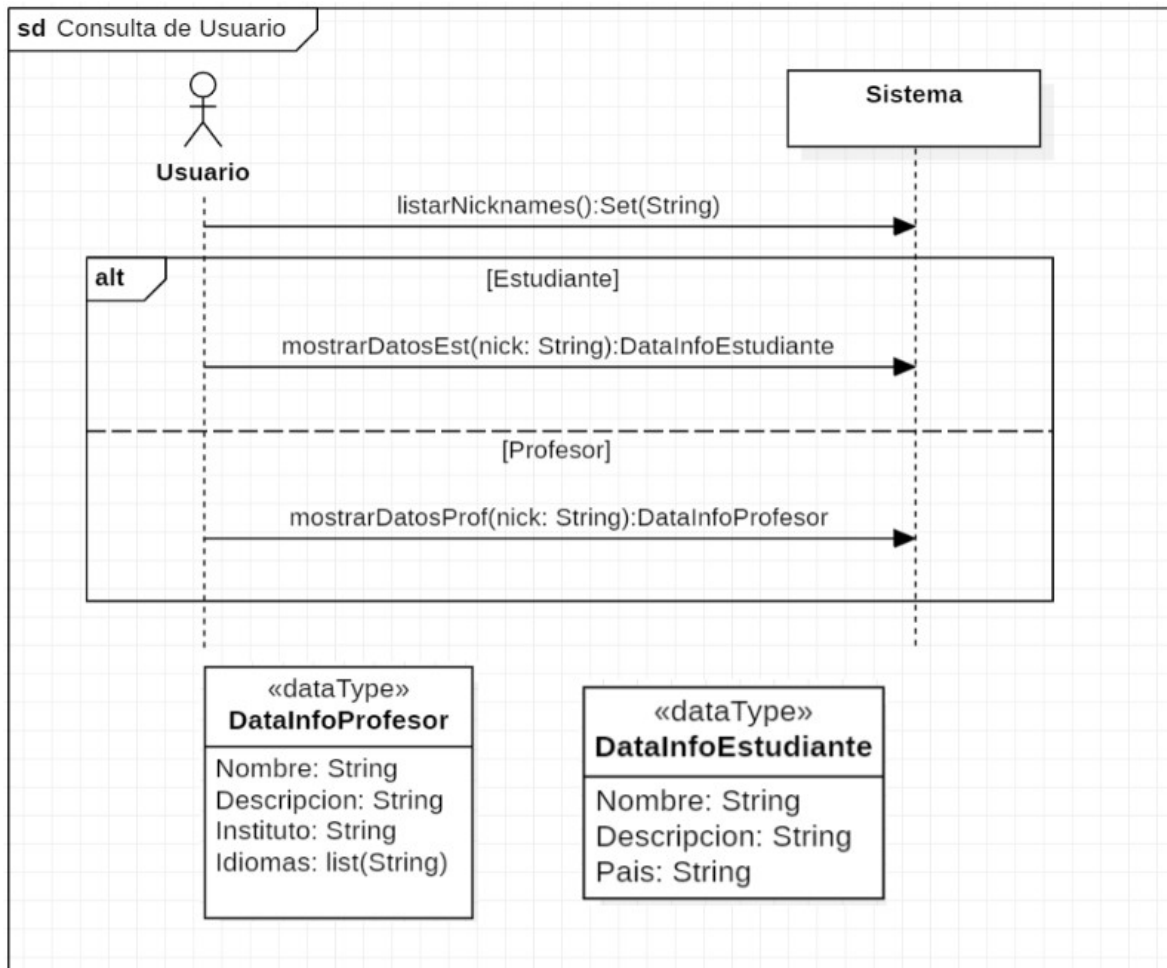 sd Consulta de Usuario
Usuario
Sistema
listarNicknames():Set(String)
alt
[Estudiante]
mostrarDatosEst(nick: String):DataInfoEstudiante
[Profesor]
mostrarDatosProf(nick: String):DataInfoProfesor
«dataType»
DataInfoProfesor
Nombre: String
Descripcion: String
Instituto: String
Idiomas: list(String)
«dataType»
DataInfoEstudiante
Nombre: String
Descripcion: String
Pais: String